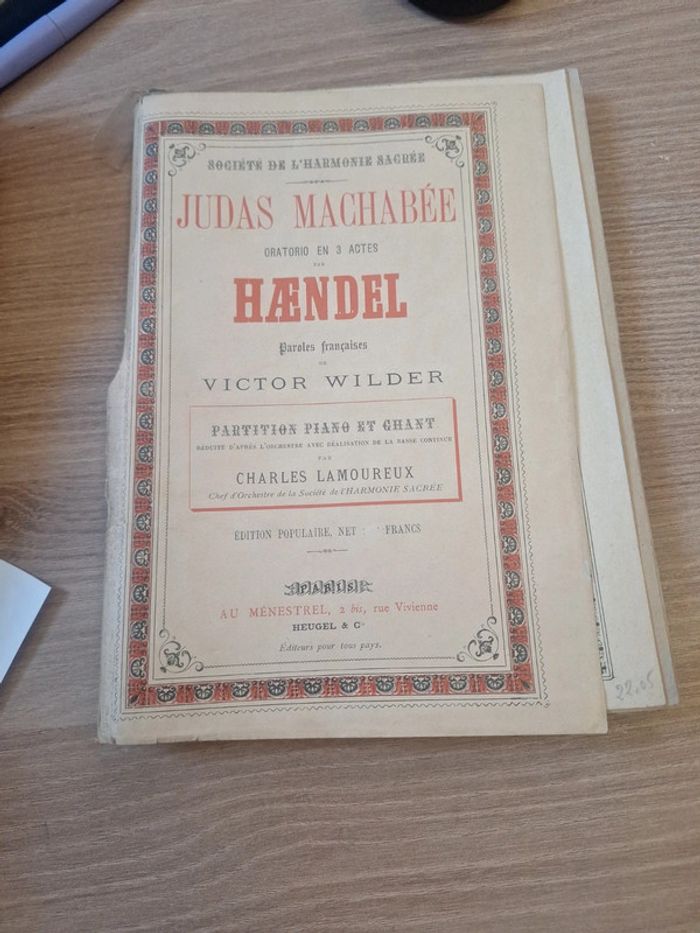 SOCIÉTÉ DE L'HARMONIE SACRÉE
JUDAS MACHABÉE
ORATORIO EN 3 ACTES
PAR
HÆNDEL
Paroles françaises
DE
VICTOR WILDER
PARTITION PIANO ET CHANT
RÉDUITE D'APRÈS L'ORCHESTRE AVEC RÉALISATION DE LA BASSE CONTINUE
PAR
CHARLES LAMOUREUX
Chef d'Orchestre de la Société de l'HARMONIE SACRÉE
ÉDITION POPULAIRE, NET FRANCS
PARIS
AU MÉNESTREL, 2 bis, rue Vivienne
HEUGEL & Cie
Éditeurs pour tous pays.
22.05